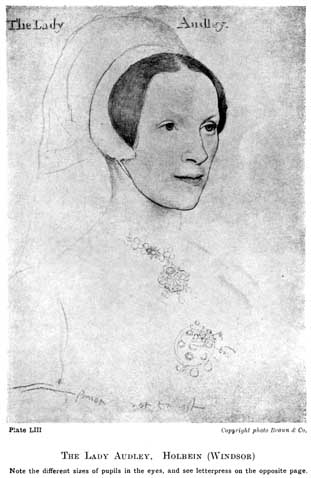 The Lady Audley.
Plate LIII
Copyright photo Braun & Co.
The Lady Audley, Holbein (Windsor)
Note the different sizes of pupils in the eyes, and see letterpress on the opposite page.